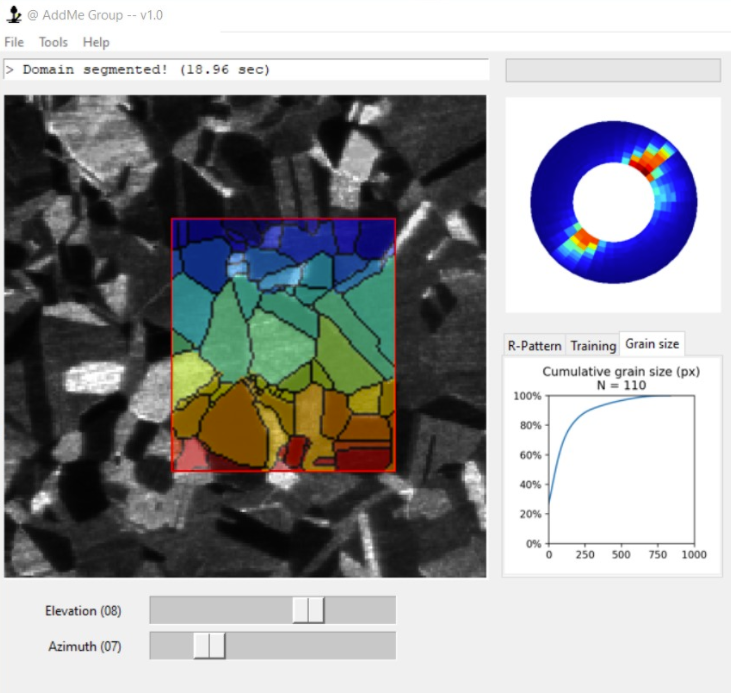 @ AddMe Group -- v1.0
File Tools Help
> Domain segmented! (18.96 sec)
R-Pattern Training Grain size
Cumulative grain size (px)
N = 110
100%
80%
60%
40%
20%
0%
0 250 500 750 1000
Elevation (08)
Azimuth (07)